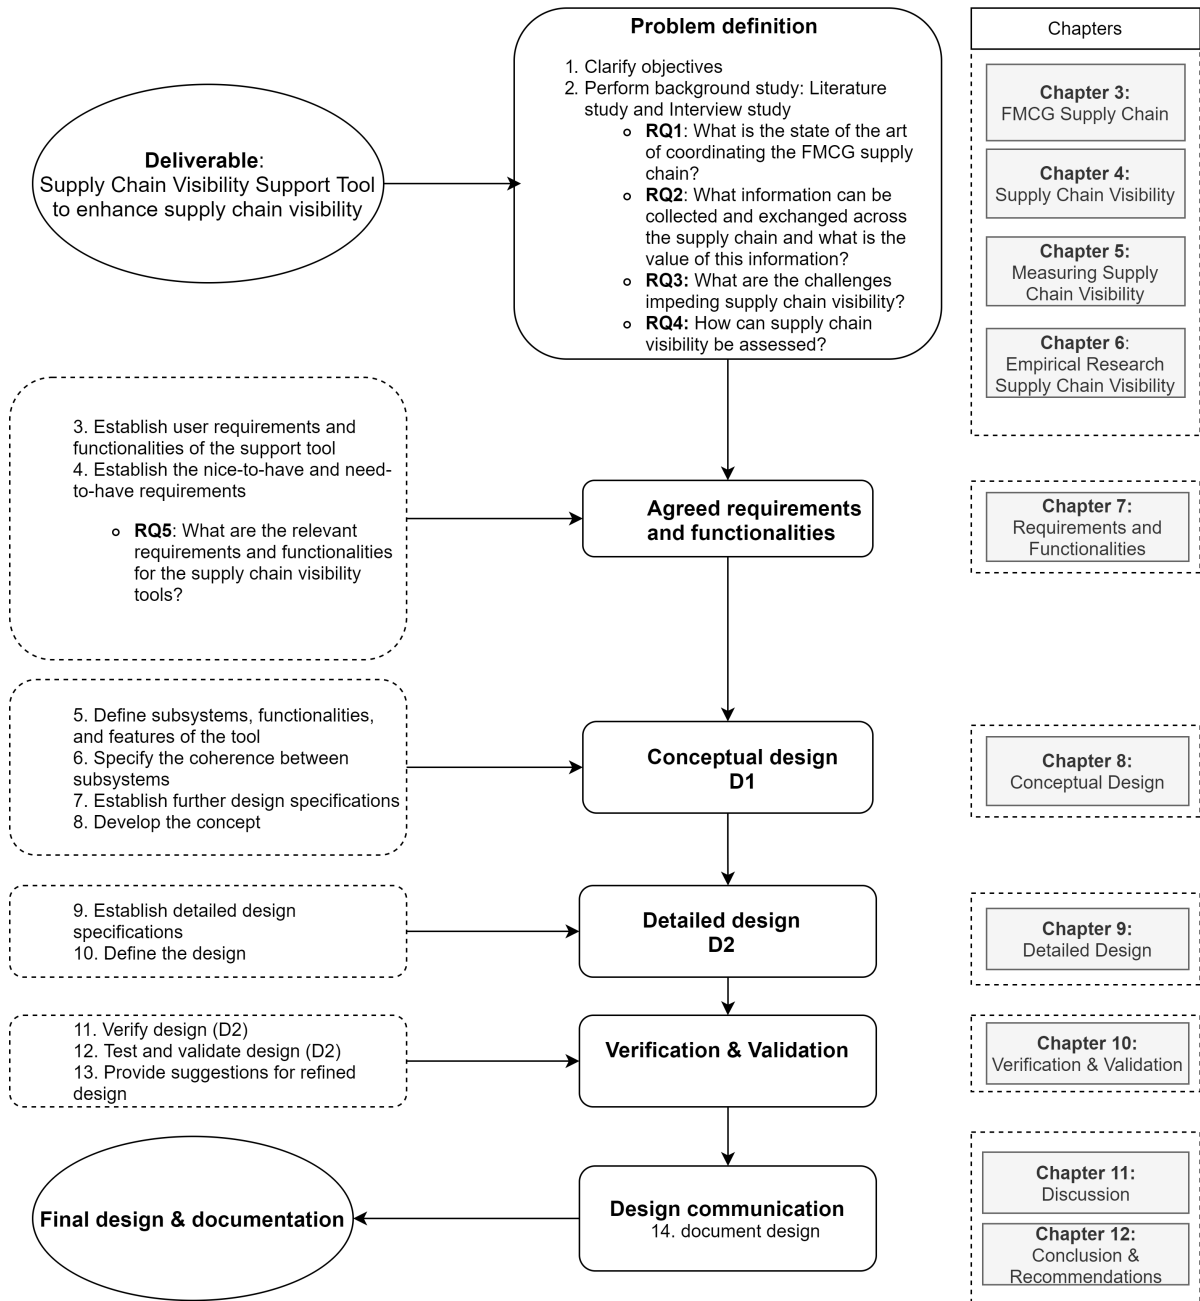 Problem definition
1. Clarify objectives
2. Perform background study: Literature
study and Interview study
RQ1: What is the state of the art
of coordinating the FMCG supply
chain?
RQ2: What information can be
collected and exchanged across
the supply chain and what is the
value of this information?
RQ3: What are the challenges
impeding supply chain visibility?
RQ4: How can supply chain
visibility be assessed?
Deliverable:
Supply Chain Visibility Support Tool
to enhance supply chain visibility
Chapters
Chapter 3:
FMCG Supply Chain
Chapter 4:
Supply Chain Visibility
Chapter 5:
Measuring Supply
Chain Visibility
Chapter 6:
Empirical Research
Supply Chain Visibility
3. Establish user requirements and
functionalities of the support tool
4. Establish the nice-to-have and need-
to-have requirements
RQ5: What are the relevant
requirements and functionalities
for the supply chain visibility
tools?
Agreed requirements
and functionalities
Chapter 7:
Requirements and
Functionalities
5. Define subsystems, functionalities,
and features of the tool
6. Specify the coherence between
subsystems
7. Establish further design specifications
8. Develop the concept
Conceptual design
D1
Chapter 8:
Conceptual Design
9. Establish detailed design
specifications
10. Define the design
Detailed design
D2
Chapter 9:
Detailed Design
11. Verify design (D2)
12. Test and validate design (D2)
13. Provide suggestions for refined
design
Verification & Validation
Chapter 10:
Verification & Validation
Final design & documentation
Design communication
14. document design
Chapter 11:
Discussion
Chapter 12:
Conclusion &
Recommendations